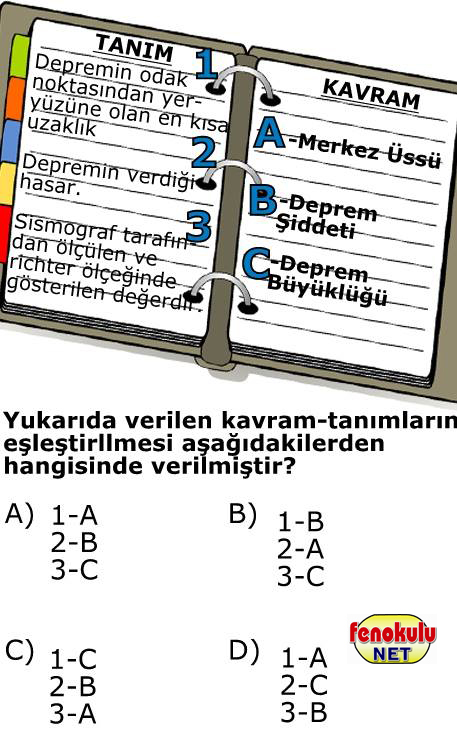 TANIM
1
Depremin odak
noktasından yer-
yüzüne olan en kısa
uzaklık
2
Depremin verdiği
hasar.
3
Sismograf tarafın-
dan ölçülen ve
richter ölçeğinde
gösterilen değerdir.
KAVRAM
A-Merkez Üssü
B-Deprem
Şiddeti
C-Deprem
Büyüklüğü
Yukarıda verilen kavram-tanımların
eşleştirllmesi aşağıdakilerden
hangisinde verilmiştir?
A) 1-A
2-B
3-C
B) 1-B
2-A
3-C
C) 1-C
2-B
3-A
D) 1-A
2-C
3-B
fenokulu
NET